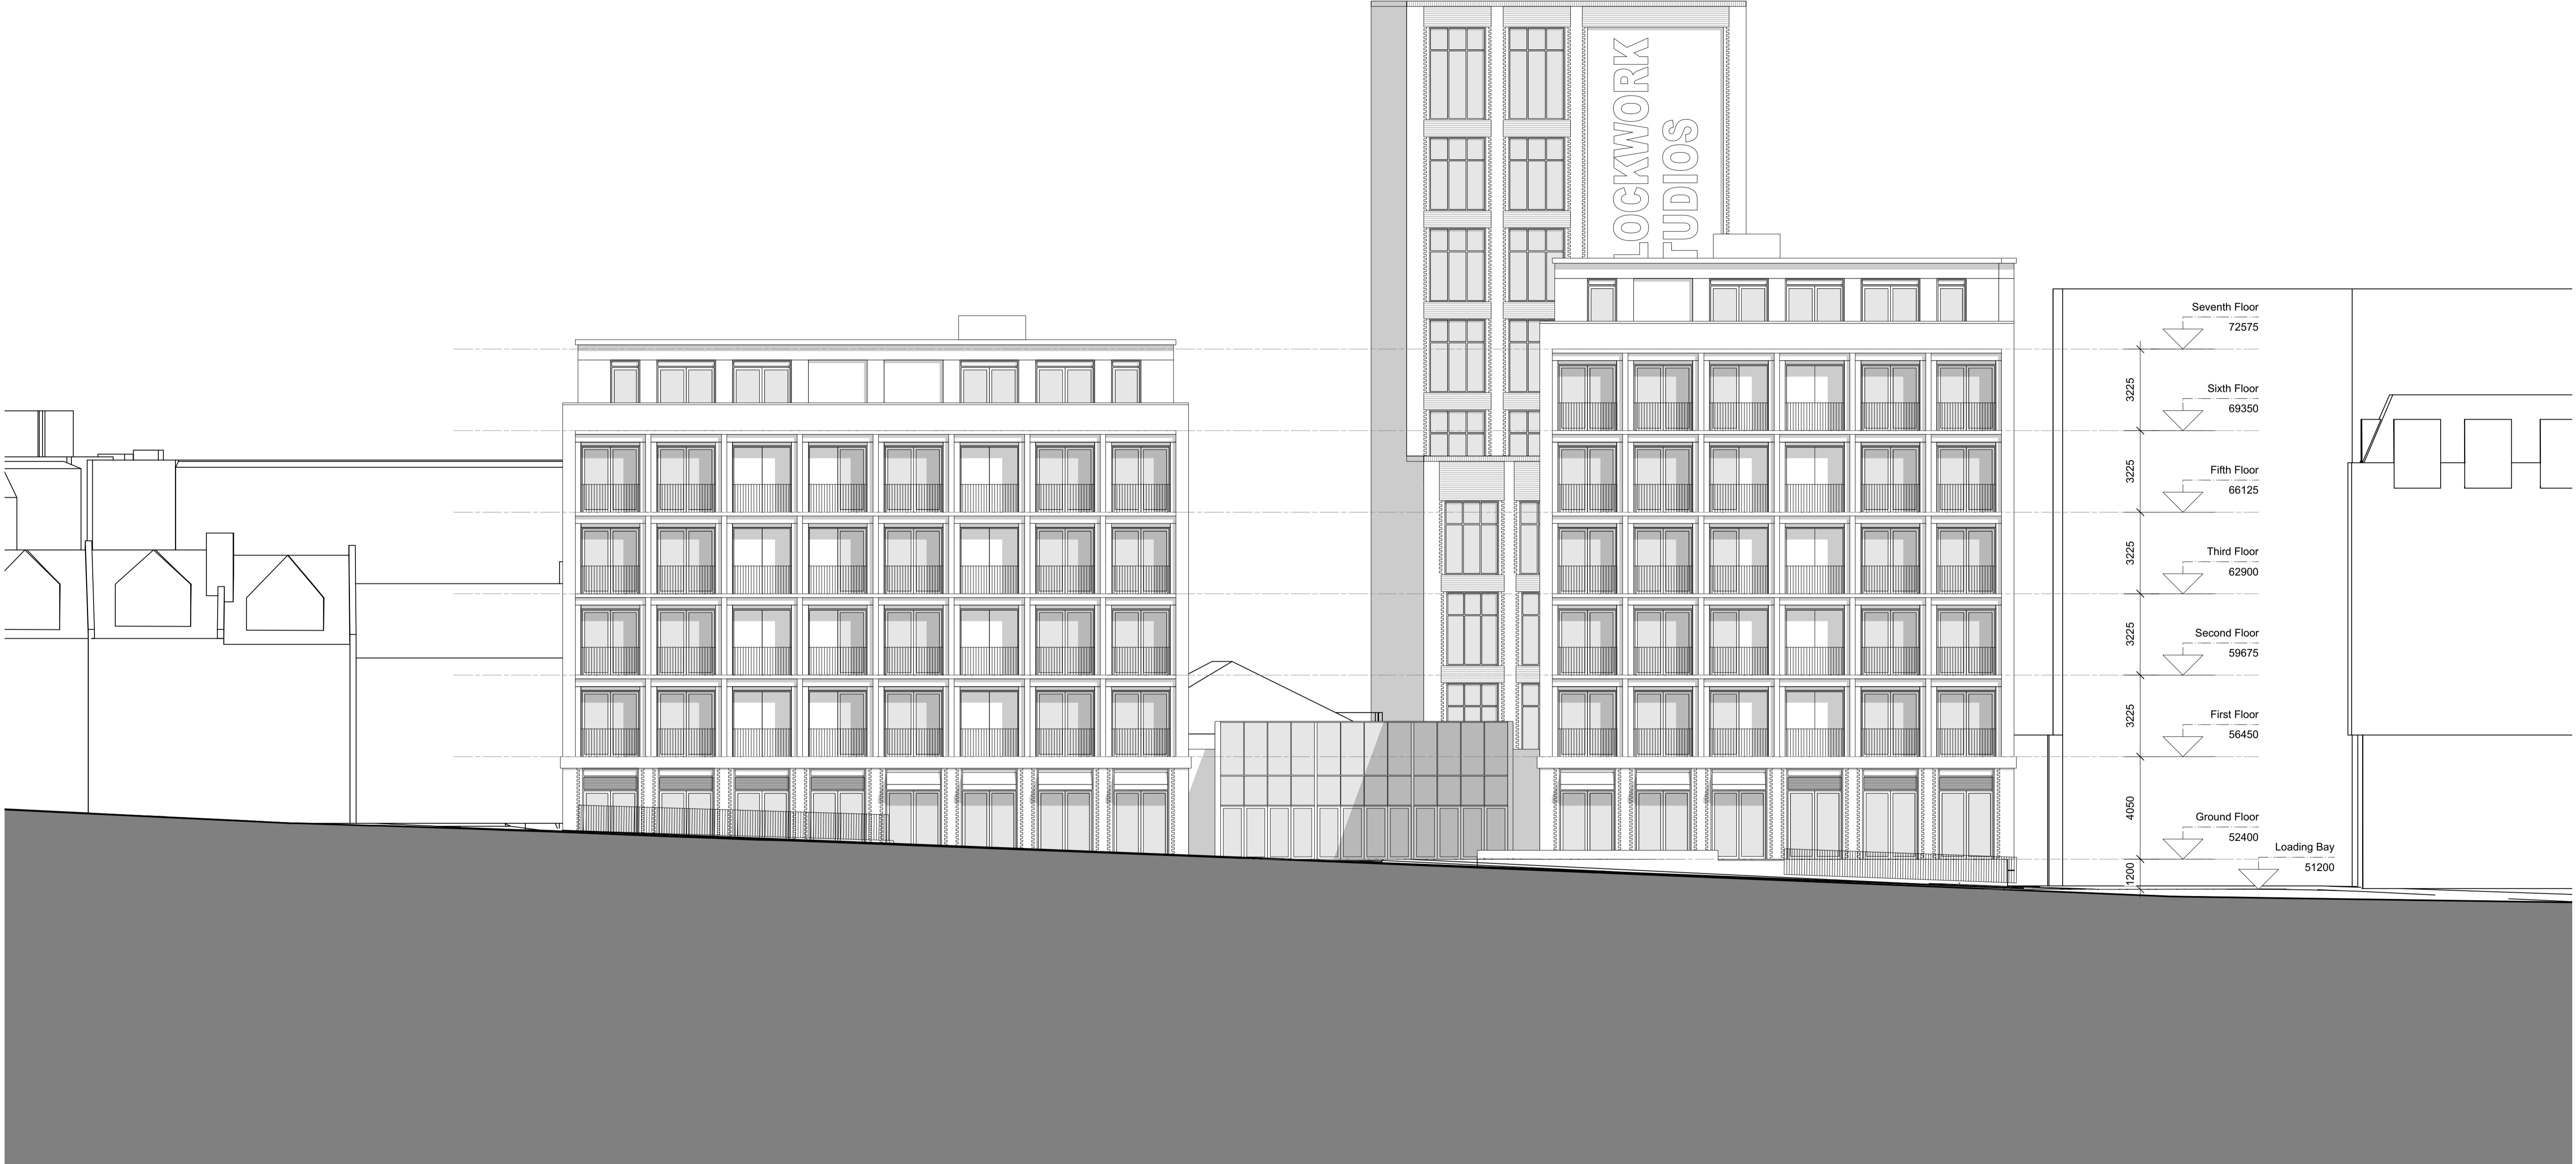 LOCKWORK
TUDIOS
Seventh Floor
72575
3225
Sixth Floor
69350
3225
Fifth Floor
66125
3225
Third Floor
62900
3225
Second Floor
59675
3225
First Floor
56450
4050
Ground Floor
52400
Loading Bay
51200
1200